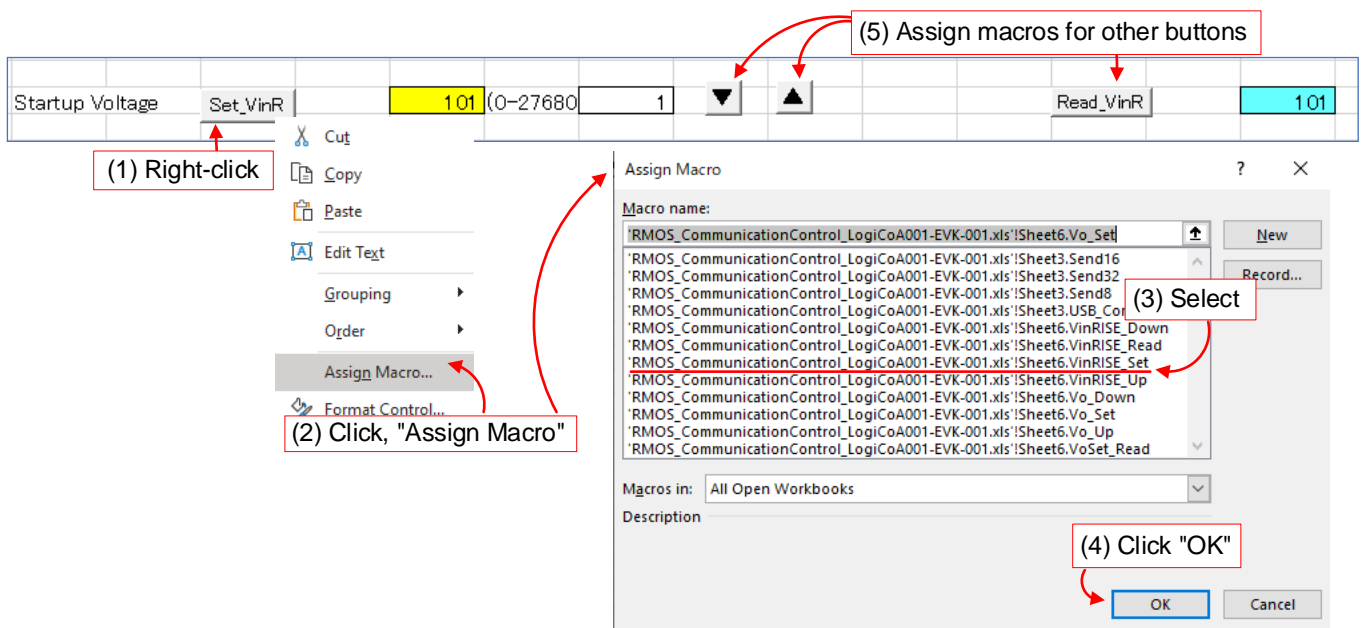 (5) Assign macros for other buttons
Startup Voltage Set_VinR 101 (0-27680 1 ▼ ▲ Read_VinR 101
(1) Right-click
Cut
Copy
Paste
Edit Text
Grouping
Order
Assign Macro...
Format Control...
(2) Click, "Assign Macro"
Assign Macro ? ×
Macro name:
'RMOS_CommunicationControl_LogiCoA001-EVK-001.xls'!Sheet6.Vo_Set
New
'RMOS_CommunicationControl_LogiCoA001-EVK-001.xls'!Sheet3.Send16
'RMOS_CommunicationControl_LogiCoA001-EVK-001.xls'!Sheet3.Send32
Record...
'RMOS_CommunicationControl_LogiCoA001-EVK-001.xls'!Sheet3.Send8
(3) Select
'RMOS_CommunicationControl_LogiCoA001-EVK-001.xls'!Sheet3.USB_Con
'RMOS_CommunicationControl_LogiCoA001-EVK-001.xls'!Sheet6.VinRISE_Down
'RMOS_CommunicationControl_LogiCoA001-EVK-001.xls'!Sheet6.VinRISE_Read
'RMOS_CommunicationControl_LogiCoA001-EVK-001.xls'!Sheet6.VinRISE_Set
'RMOS_CommunicationControl_LogiCoA001-EVK-001.xls'!Sheet6.VinRISE_Up
'RMOS_CommunicationControl_LogiCoA001-EVK-001.xls'!Sheet6.Vo_Down
'RMOS_CommunicationControl_LogiCoA001-EVK-001.xls'!Sheet6.Vo_Set
'RMOS_CommunicationControl_LogiCoA001-EVK-001.xls'!Sheet6.Vo_Up
'RMOS_CommunicationControl_LogiCoA001-EVK-001.xls'!Sheet6.VoSet_Read
Macros in: All Open Workbooks
Description
(4) Click "OK"
OK Cancel